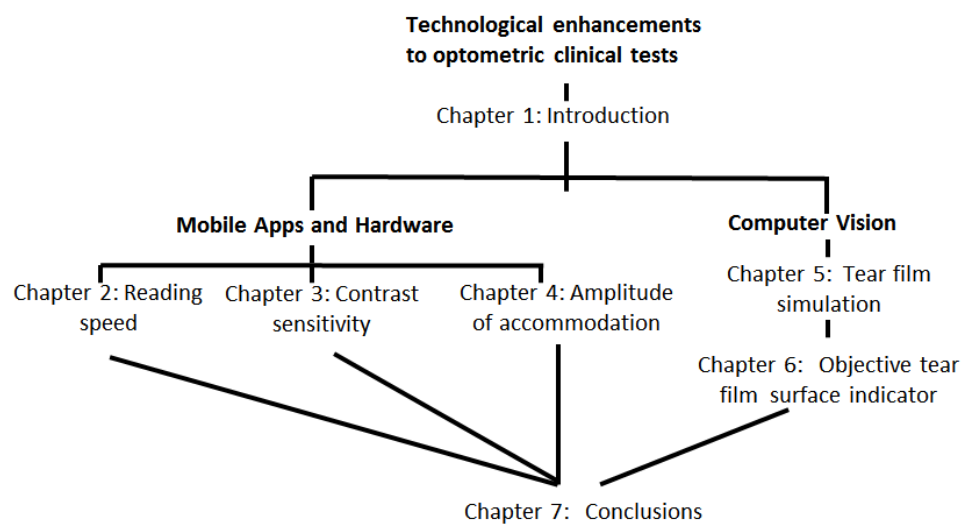 Technological enhancements
to optometric clinical tests
Chapter 1: Introduction
Mobile Apps and Hardware
Computer Vision
Chapter 2: Reading
speed
Chapter 3: Contrast
sensitivity
Chapter 4: Amplitude
of accommodation
Chapter 5: Tear film
simulation
Chapter 6: Objective tear
film surface indicator
Chapter 7: Conclusions